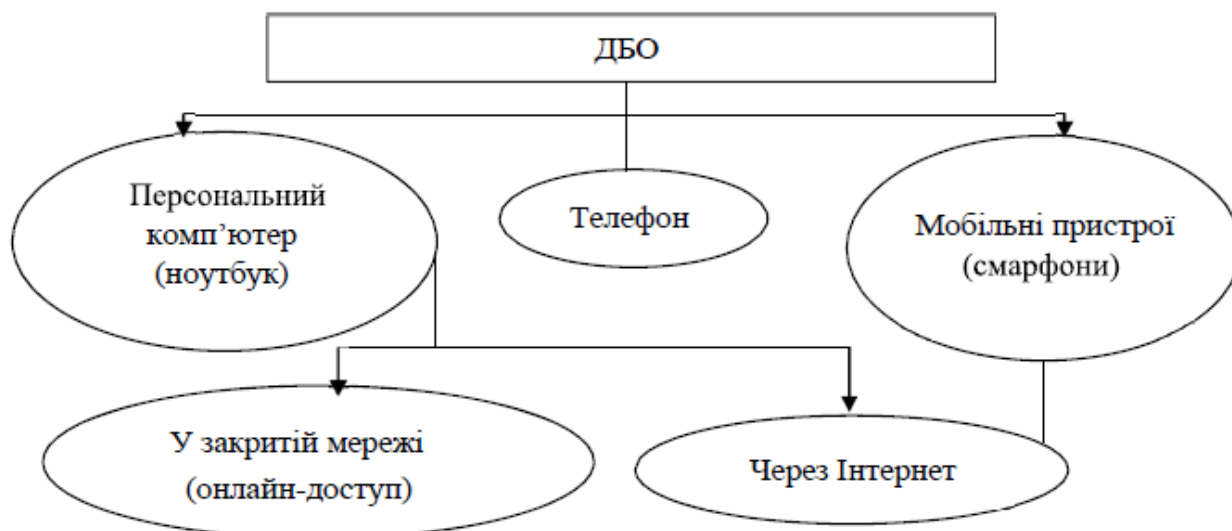 ДБО
Персональний
комп’ютер
(ноутбук)
Телефон
Мобільні пристрої
(смарфони)
У закритій мережі
(онлайн-доступ)
Через Інтернет